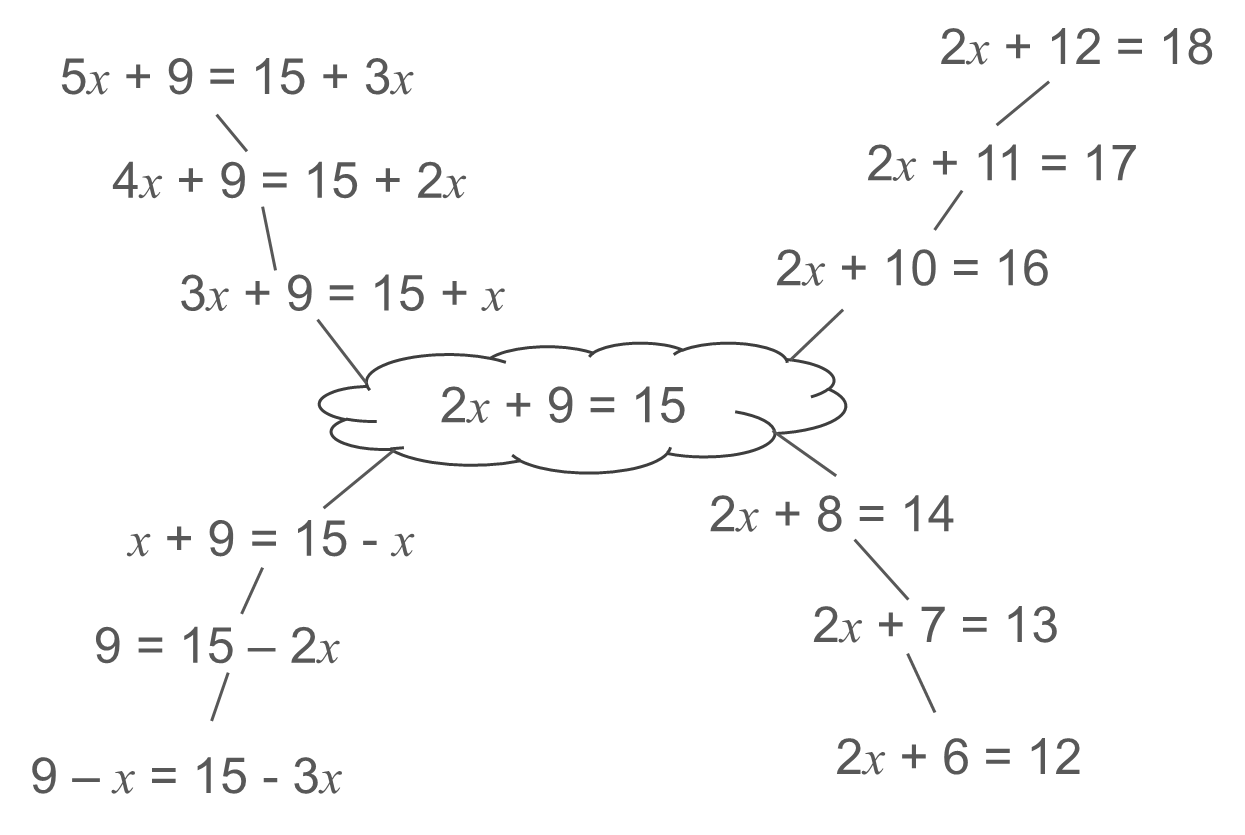 5x + 9 = 15 + 3x
4x + 9 = 15 + 2x
3x + 9 = 15 + x
2x + 12 = 18
2x + 11 = 17
2x + 10 = 16
2x + 9 = 15
x + 9 = 15 - x
9 = 15 – 2x
9 – x = 15 - 3x
2x + 8 = 14
2x + 7 = 13
2x + 6 = 12